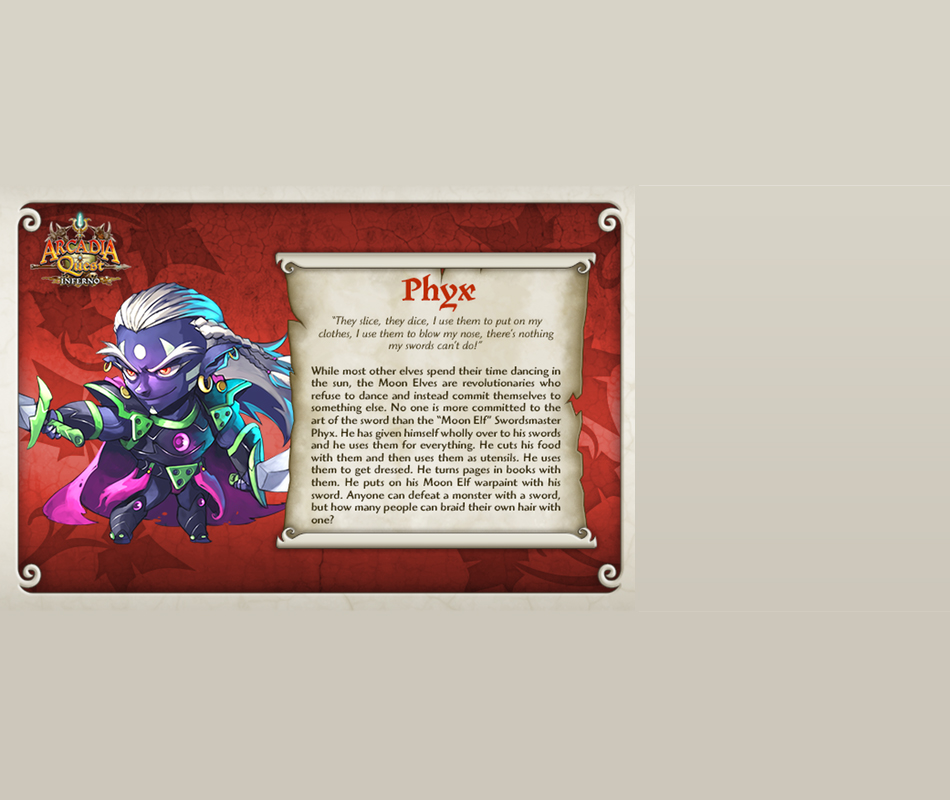 ARCADIA
Quest
INFERNO
Phyx
"They slice, they dice, I use them to put on my
clothes, I use them to blow my nose, there's nothing
my swords can't do!"
While most other elves spend their time dancing in
the sun, the Moon Elves are revolutionaries who
refuse to dance and instead commit themselves to
something else. No one is more committed to the
art of the sword than the "Moon Elf" Swordsmaster
Phyx. He has given himself wholly over to his swords
and he uses them for everything. He cuts his food
with them and then uses them as utensils. He uses
them to get dressed. He turns pages in books with
them. He puts on his Moon Elf warpaint with his
sword. Anyone can defeat a monster with a sword,
but how many people can braid their own hair with
one?